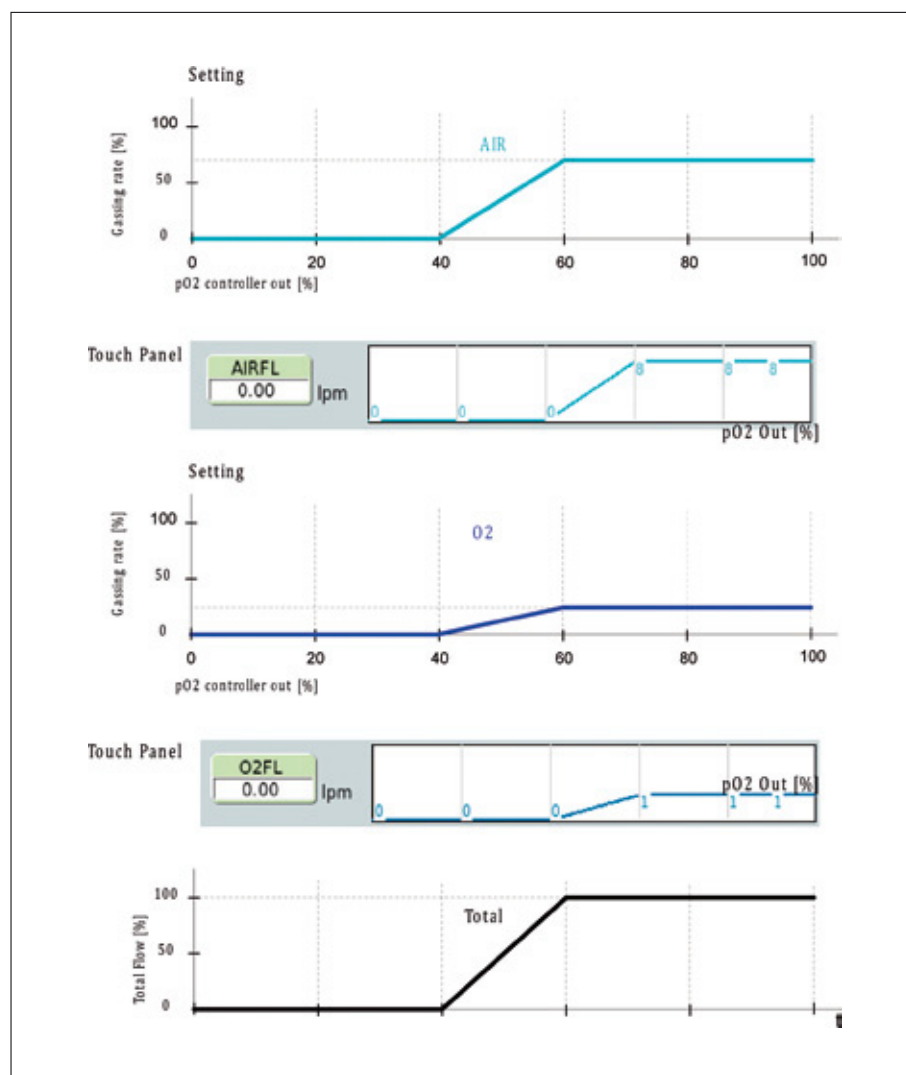 Setting
100
Gassing rate [%]
AIR
50
0
0 20 40 60 80 100
pO2 controller out [%]
Touch Panel
AIRFL
0.00 lpm
0 0 0 8 8 8
pO2 Out [%]
Setting
100
Gassing rate [%]
O2
50
0
0 20 40 60 80 100
pO2 controller out [%]
Touch Panel
O2FL
0.00 lpm
pO2 Out [%]
0 0 0 1 1 1
100
Total
Total Flow [%]
50
0